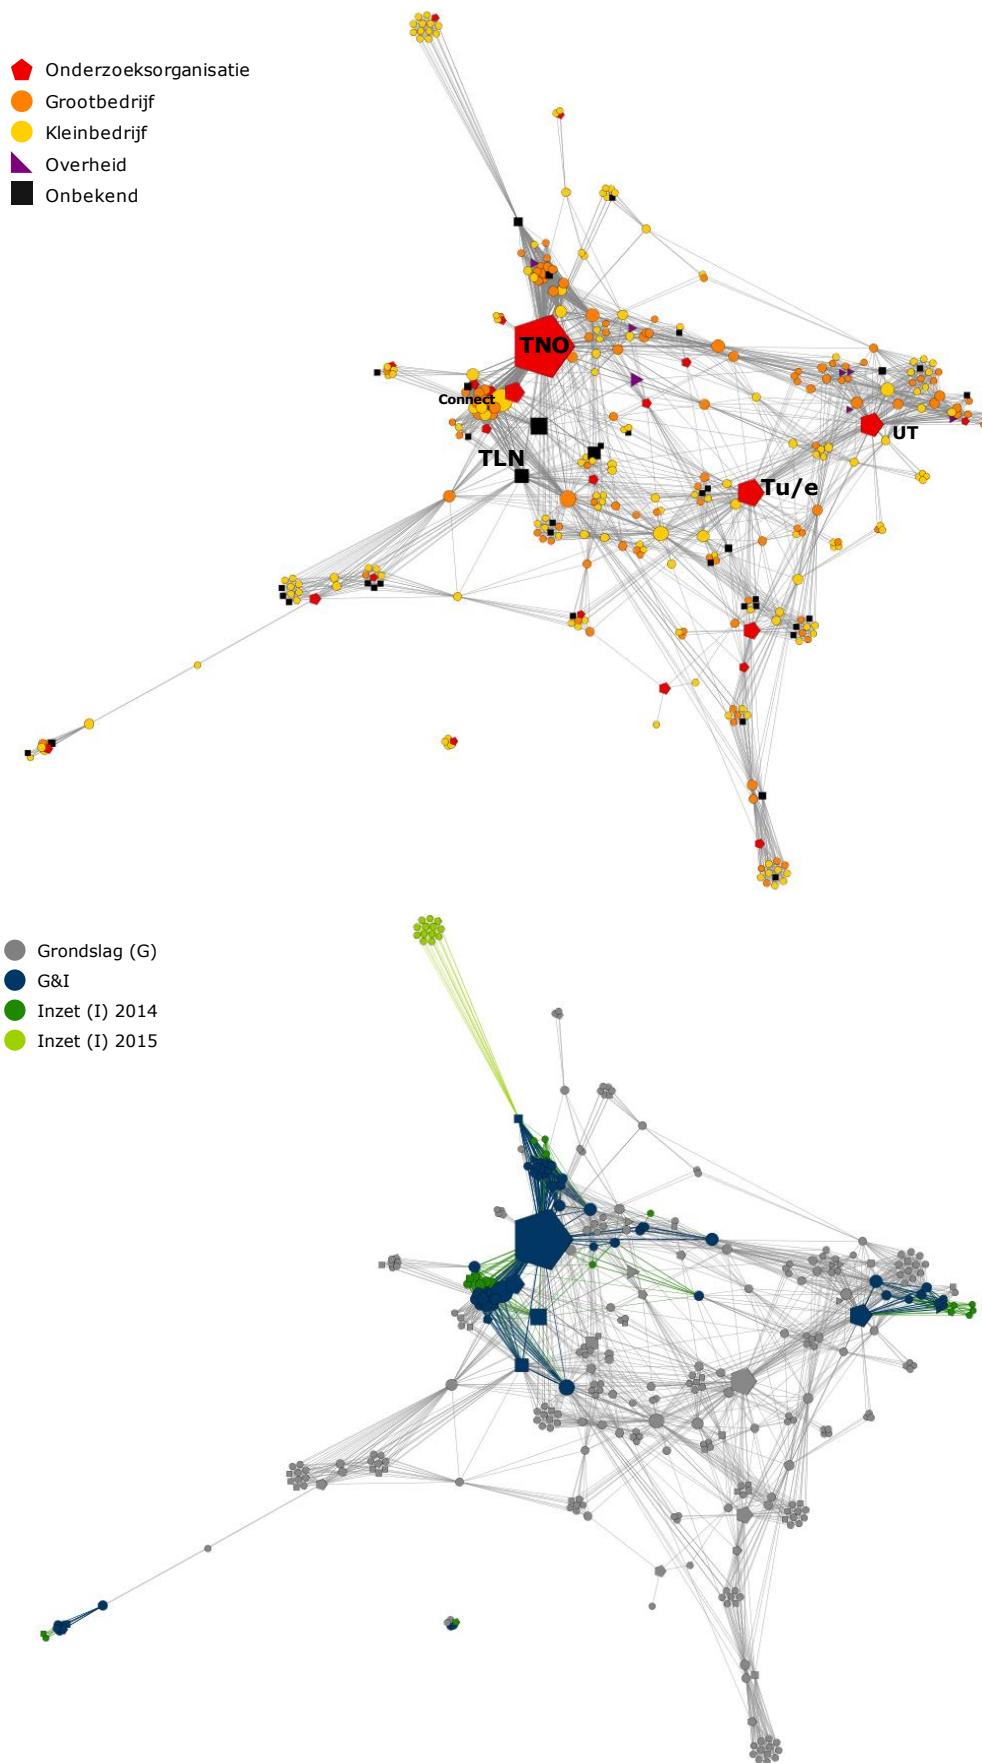 Onderzoeksorganisatie
Grootbedrijf
Kleinbedrijf
Overheid
Onbekend
TNO
Connect
TLN
UT
Tu/e
Grondslag (G)
G&I
Inzet (I) 2014
Inzet (I) 2015